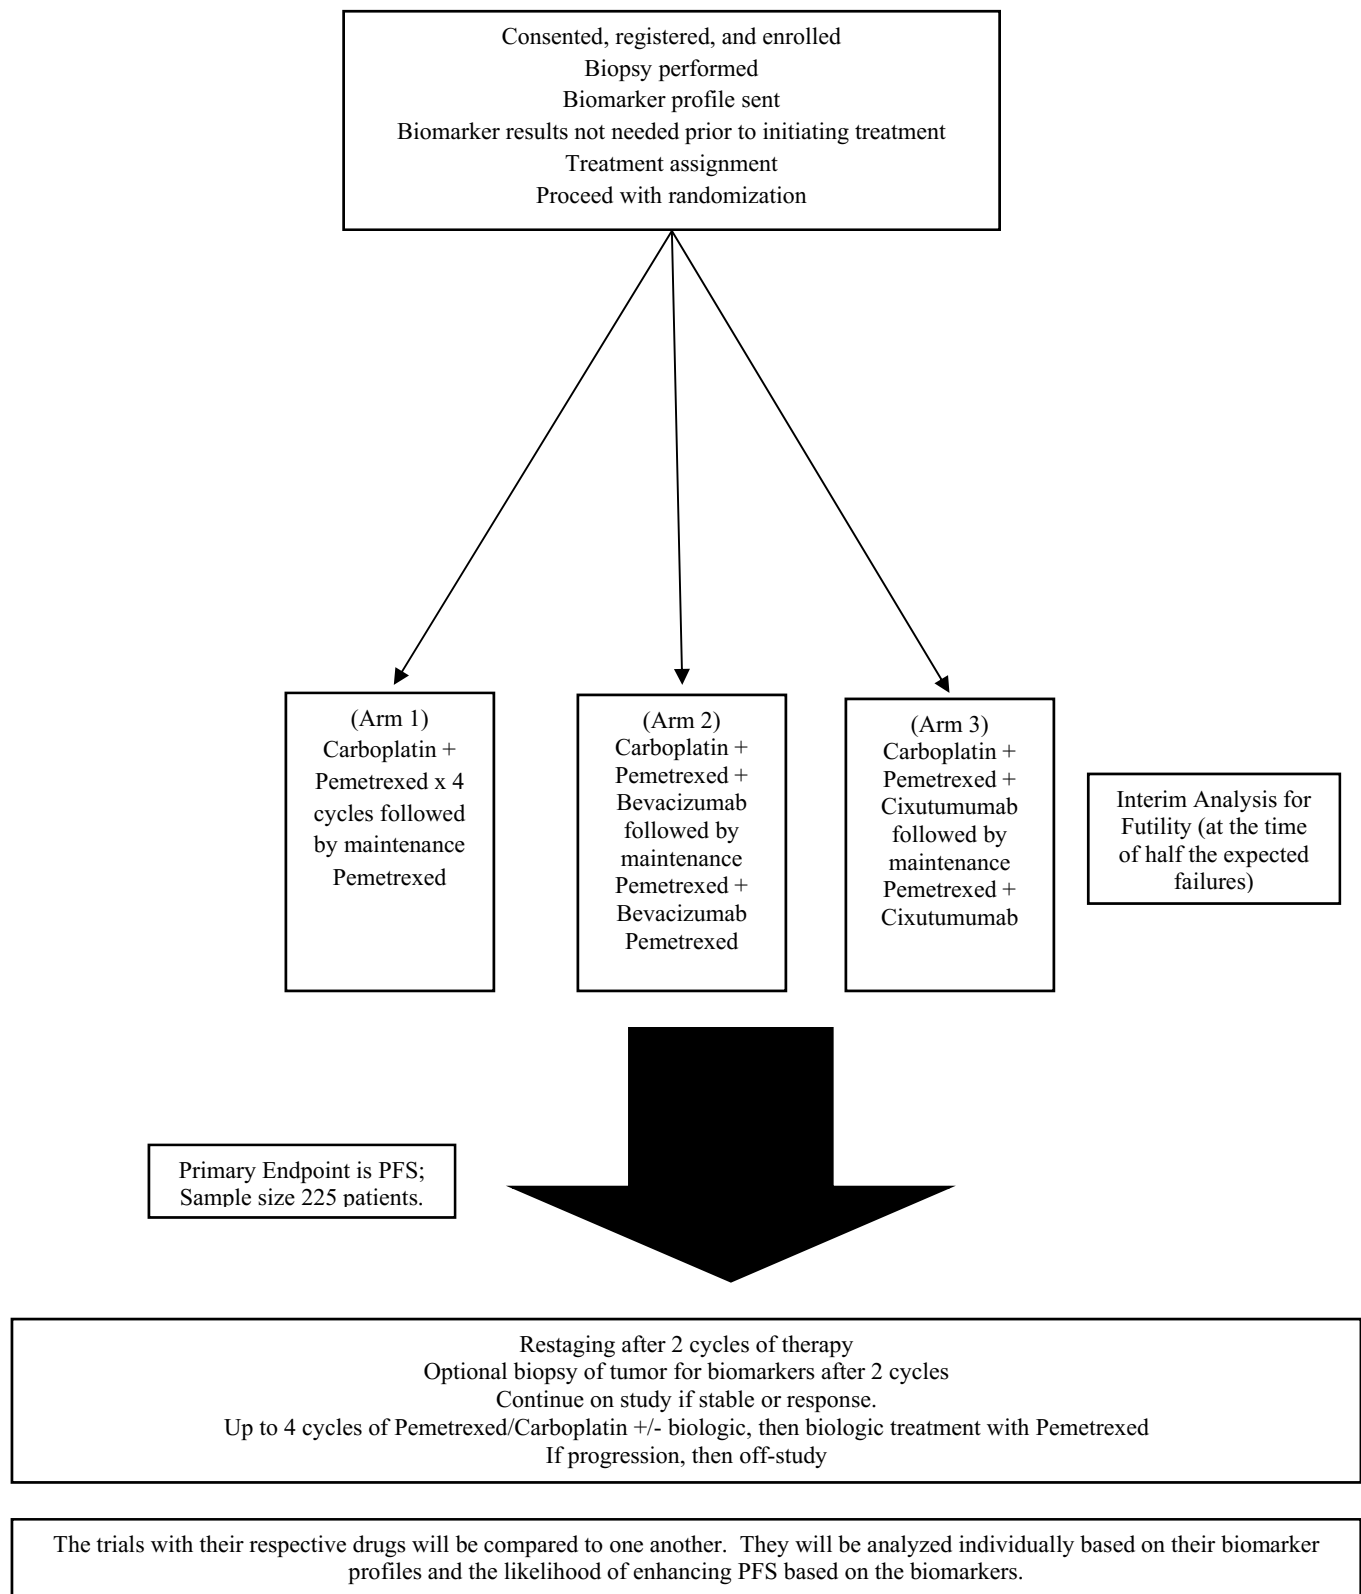 Consented, registered, and enrolled
Biopsy performed
Biomarker profile sent
Biomarker results not needed prior to initiating treatment
Treatment assignment
Proceed with randomization
(Arm 1)
Carboplatin +
Pemetrexed x 4
cycles followed
by maintenance
Pemetrexed
(Arm 2)
Carboplatin +
Pemetrexed +
Bevacizumab
followed by
maintenance
Pemetrexed +
Bevacizumab
Pemetrexed
(Arm 3)
Carboplatin +
Pemetrexed +
Cixutumumab
followed by
maintenance
Pemetrexed +
Cixutumumab
Interim Analysis for
Futility (at the time
of half the expected
failures)
Primary Endpoint is PFS;
Sample size 225 patients.
Restaging after 2 cycles of therapy
Optional biopsy of tumor for biomarkers after 2 cycles
Continue on study if stable or response.
Up to 4 cycles of Pemetrexed/Carboplatin +/- biologic, then biologic treatment with Pemetrexed
If progression, then off-study
The trials with their respective drugs will be compared to one another.  They will be analyzed individually based on their biomarker
profiles and the likelihood of enhancing PFS based on the biomarkers.